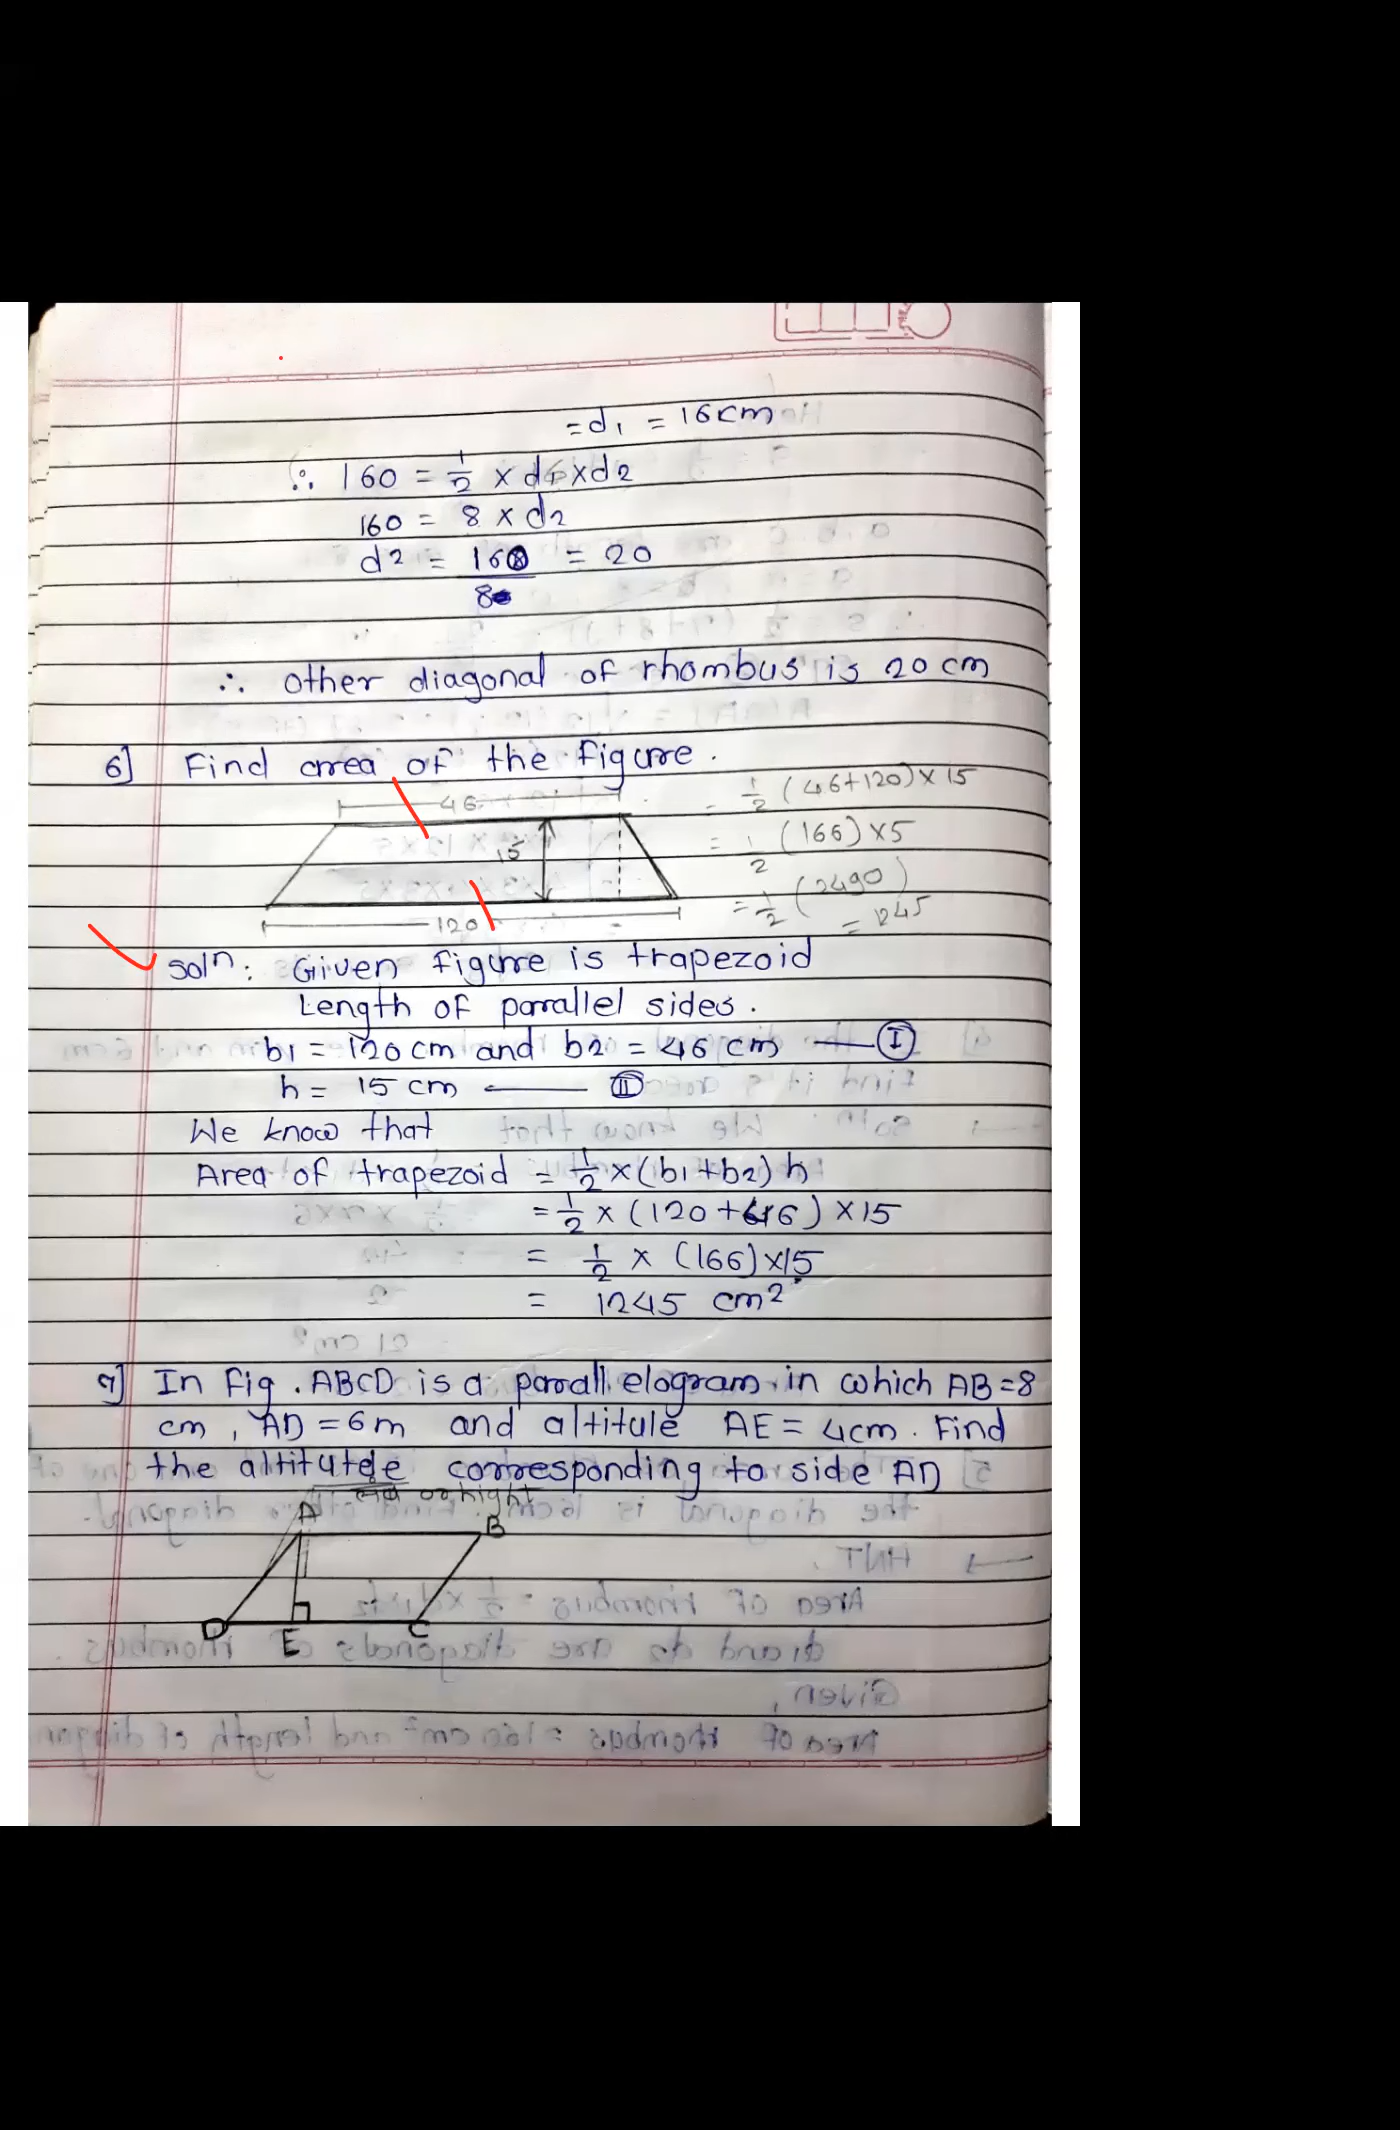 = d1 = 16cm
∴ 160 = 1/2 × d1 × d2
160 = 8 × d2
d2 = 160/8 = 20
∴ other diagonal of rhombus is 20 cm
6] Find area of the figure.
46
15
120
= 1/2 (46+120) × 15
= 1/2 (166) × 5
= 1/2 (2490)
= 1245
soln: Given figure is trapezoid
Length of parallel sides.
b1 = 120 cm and b2 = 46 cm — I
h = 15 cm — II
We know that
Area of trapezoid = 1/2 × (b1 + b2) h
= 1/2 × (120 + 46) × 15
= 1/2 × (166) × 15
= 1245 cm²
7] In fig. ABCD is a parallelogram in which AB = 8
cm, AD = 6m and altitule AE = 4cm. Find
the altitutde corresponding to side AD
or hight
A
B
D
E
C